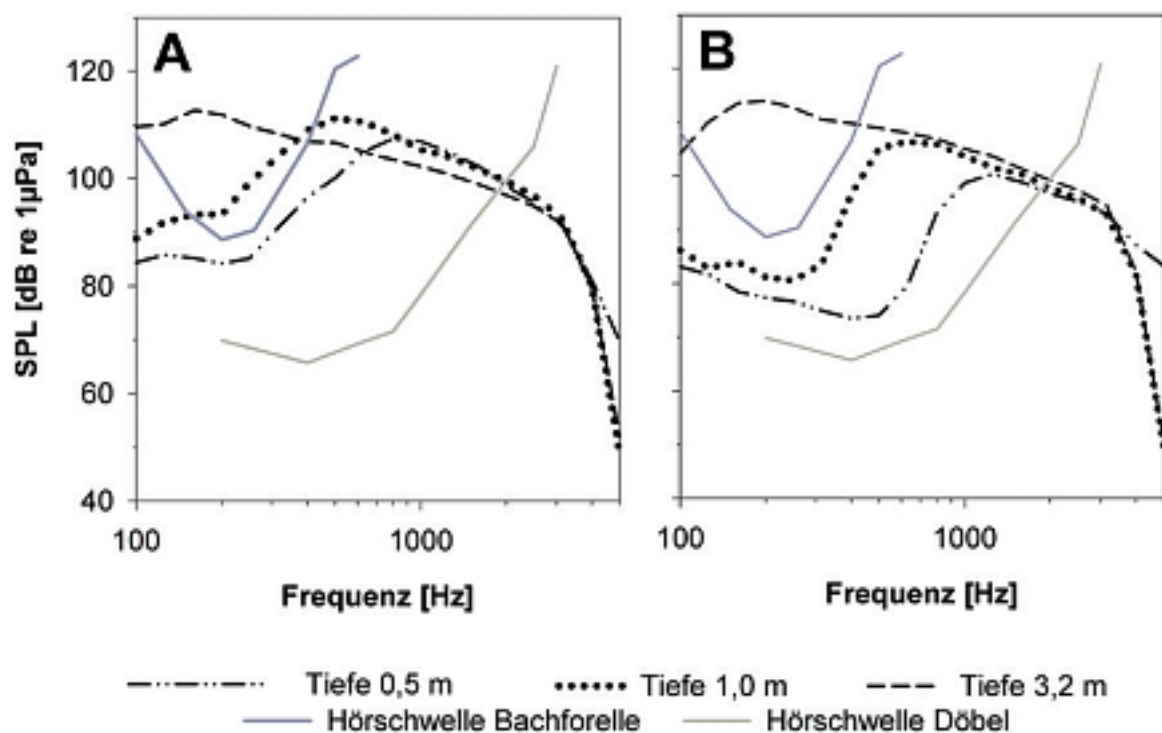 A
B
SPL [dB re 1µPa]
120
100
80
60
40
100
1000
100
1000
Frequenz [Hz]
Frequenz [Hz]
Tiefe 0,5 m
Tiefe 1,0 m
Tiefe 3,2 m
Hörschwelle Bachforelle
Hörschwelle Döbel